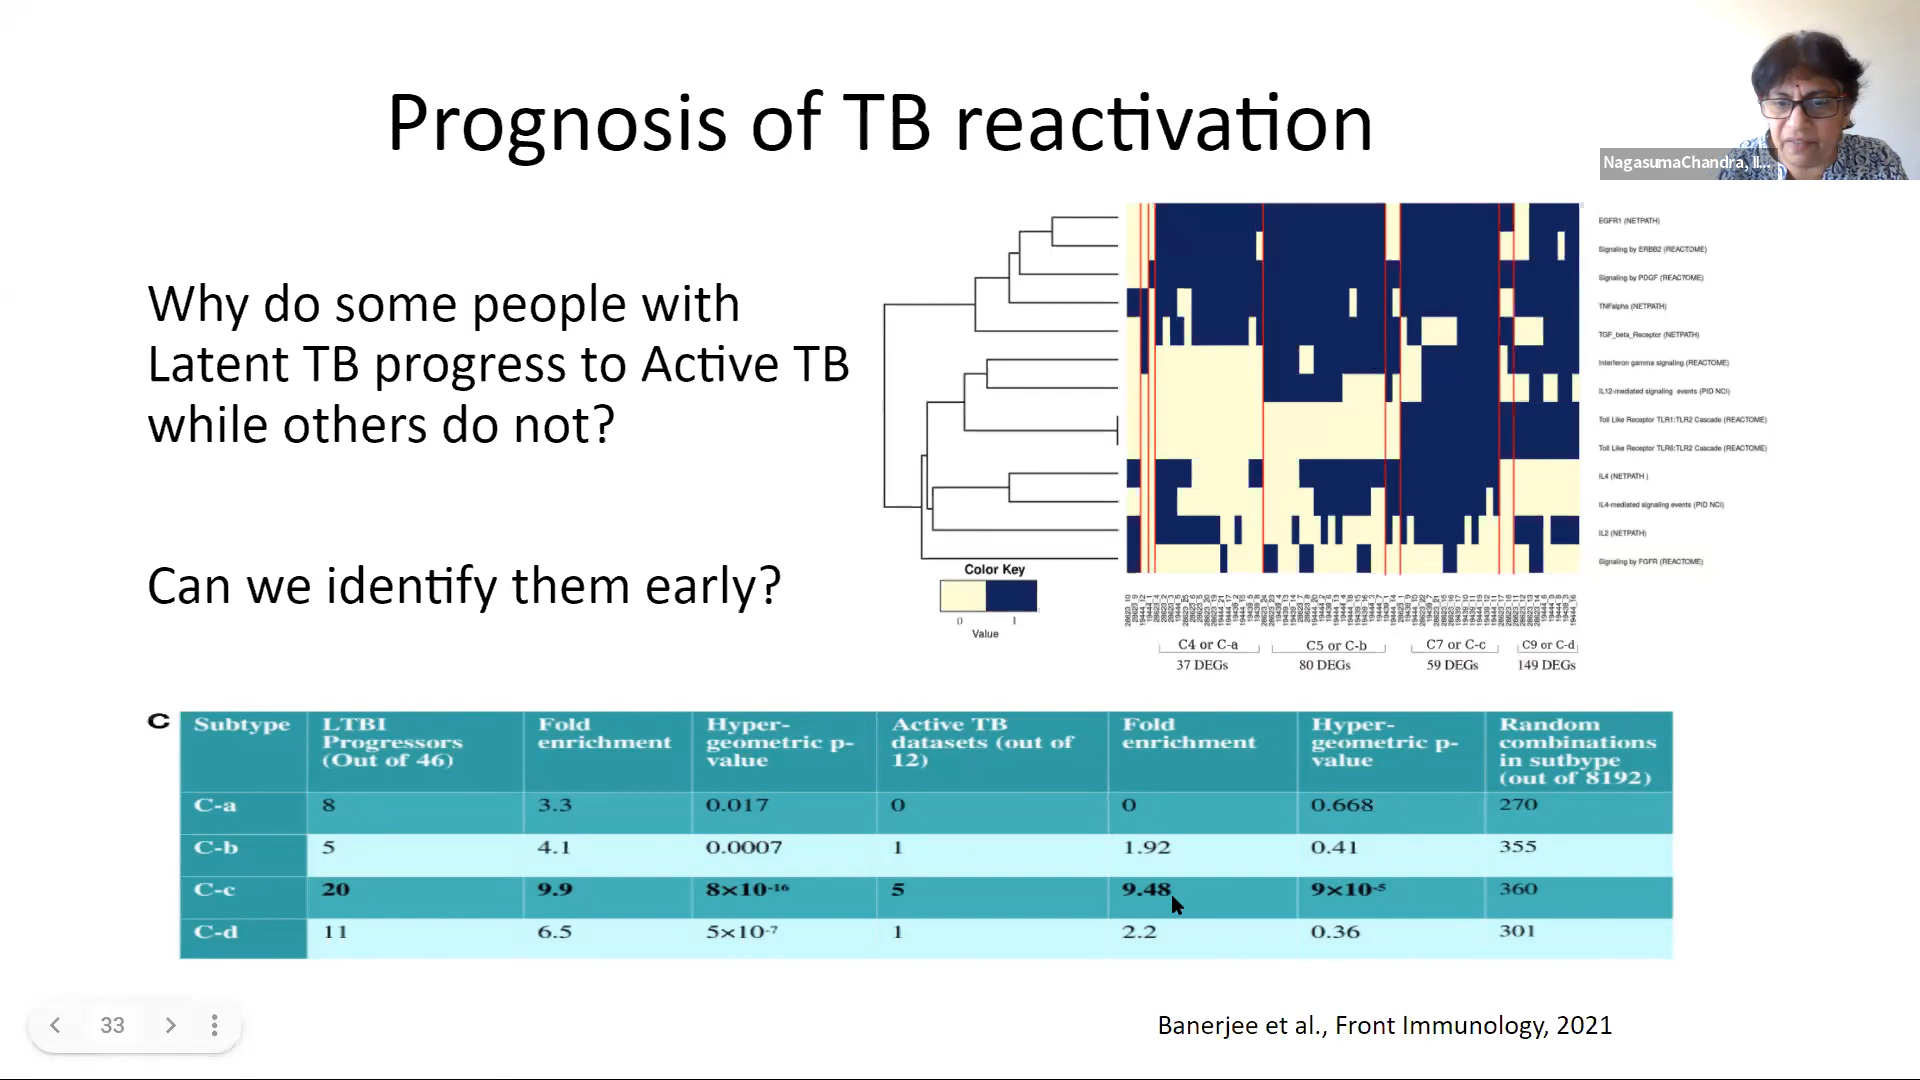 Prognosis of TB reactivation
NagasumaChandra, II...
Why do some people with
Latent TB progress to Active TB
while others do not?
Can we identify them early?
EGFR1 (NETPATH)
Signaling by ERBB2 (REACTOME)
Signaling by PDGF (REACTOME)
TNFalpha (NETPATH)
TGF_beta_Receptor (NETPATH)
Interferon gamma signaling (REACTOME)
IL12-mediated signaling events (PID NCI)
Toll Like Receptor TLR1:TLR2 Cascade (REACTOME)
Toll Like Receptor TLR6:TLR2 Cascade (REACTOME)
IL4 (NETPATH )
IL4-mediated signaling events (PID NCI)
IL2 (NETPATH)
Signaling by FGFR (REACTOME)
Color Key
0 1
Value
C4 or C-a C5 or C-b C7 or C-c C9 or C-d
37 DEGs 80 DEGs 59 DEGs 149 DEGs
C
Subtype LTBI Progressors (Out of 46) Fold enrichment Hyper-geometric p-value Active TB datasets (out of 12) Fold enrichment Hyper-geometric p-value Random combinations in sutbype (out of 8192)
C-a 8 3.3 0.017 0 0 0.668 270
C-b 5 4.1 0.0007 1 1.92 0.41 355
C-c 20 9.9 8×10-16 5 9.48 9×10-5 360
C-d 11 6.5 5×10-7 1 2.2 0.36 301
33
Banerjee et al., Front Immunology, 2021